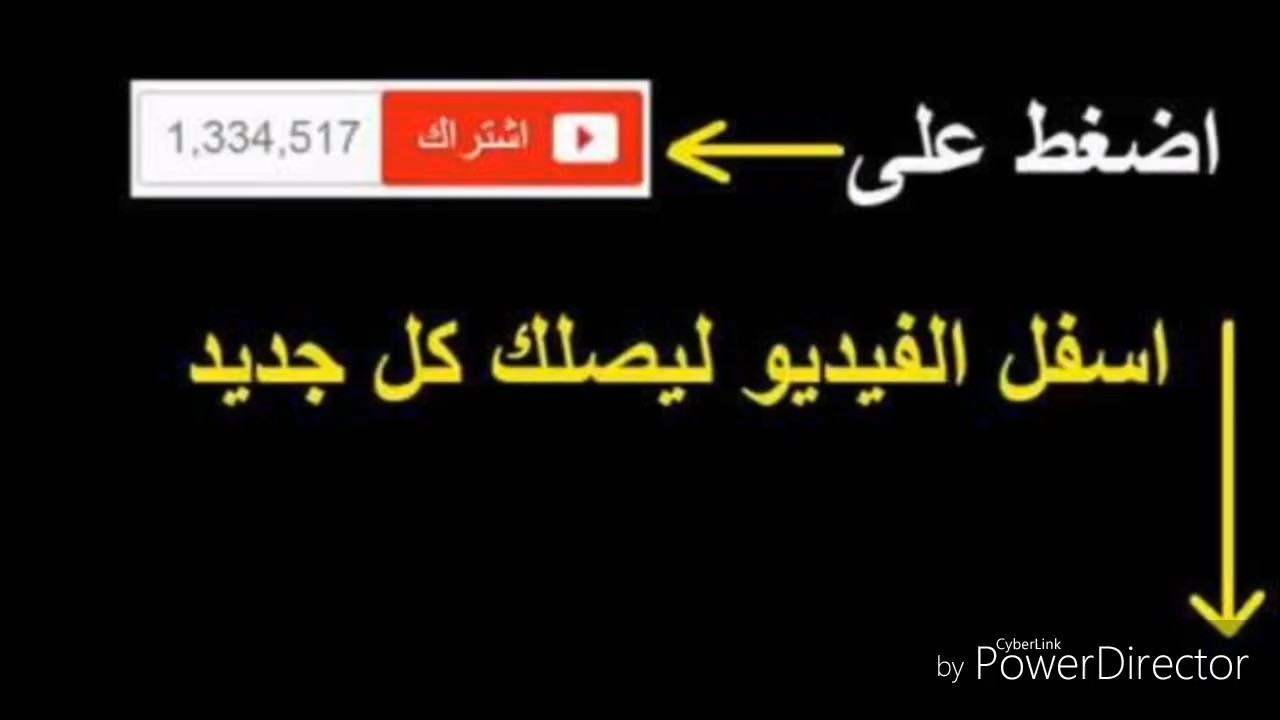 اضغط على
اشتراك 1,334,517
اسفل الفيديو ليصلك كل جديد
CyberLink
by PowerDirector